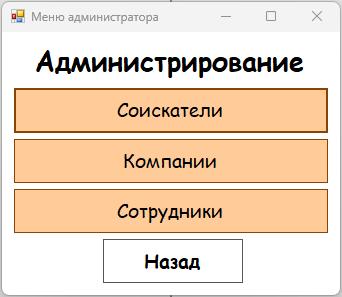 Меню администратора
Администрирование
Соискатели
Компании
Сотрудники
Назад